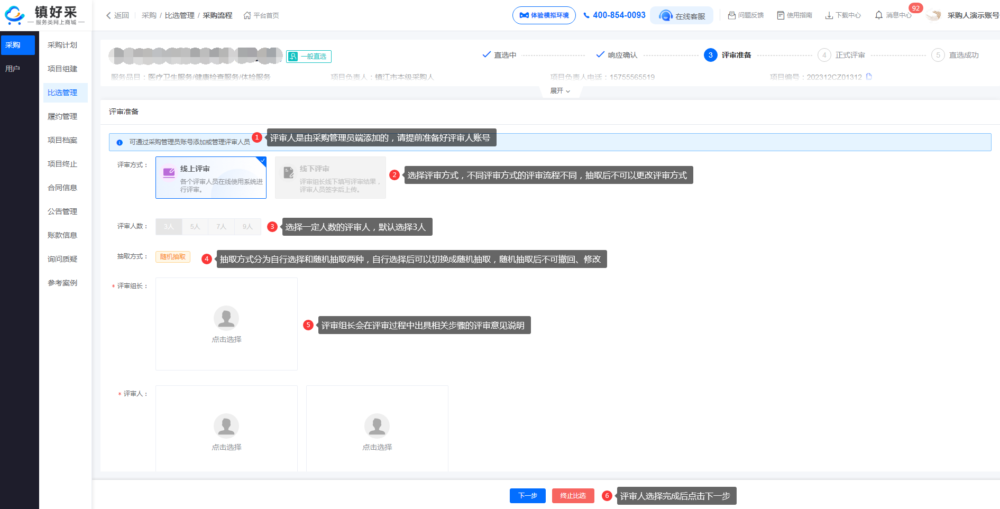 镇好采
服务类网上商城
返回
采购 / 比选管理 / 采购流程
平台首页
体验模拟环境
400-854-0093
在线客服
问题反馈
使用指南
下载中心
消息中心
92
采购人演示账号
采购
用户
采购计划
项目组建
比选管理
履约管理
项目档案
项目终止
合同信息
公告管理
账款信息
询问质疑
参考案例
一般直选
直选中
响应确认
3 评审准备
4 正式评审
5 直选成功
服务品目：医疗卫生服务/健康检查服务/体检服务
项目负责人：镇江市本级采购人
项目负责人电话：15755565519
项目编号：202312CZ01312
展开
评审准备
可通过采购管理员账号添加或管理评审人员
1 评审人是由采购管理员端添加的，请提前准备好评审人账号
评审方式：
线上评审
各个评审人员在线使用系统进
行评审。
线下评审
评审组长线下填写评审结果，
评审人员签字后上传。
2 选择评审方式，不同评审方式的评审流程不同，抽取后不可以更改评审方式
评审人数：
3人 5人 7人 9人
3 选择一定人数的评审人，默认选择3人
抽取方式：
随机抽取
4 抽取方式分为自行选择和随机抽取两种，自行选择后可以切换成随机抽取，随机抽取后不可撤回、修改
* 评审组长：
点击选择
5 评审组长会在评审过程中出具相关步骤的评审意见说明
* 评审人：
点击选择
点击选择
下一步
终止比选
6 评审人选择完成后点击下一步